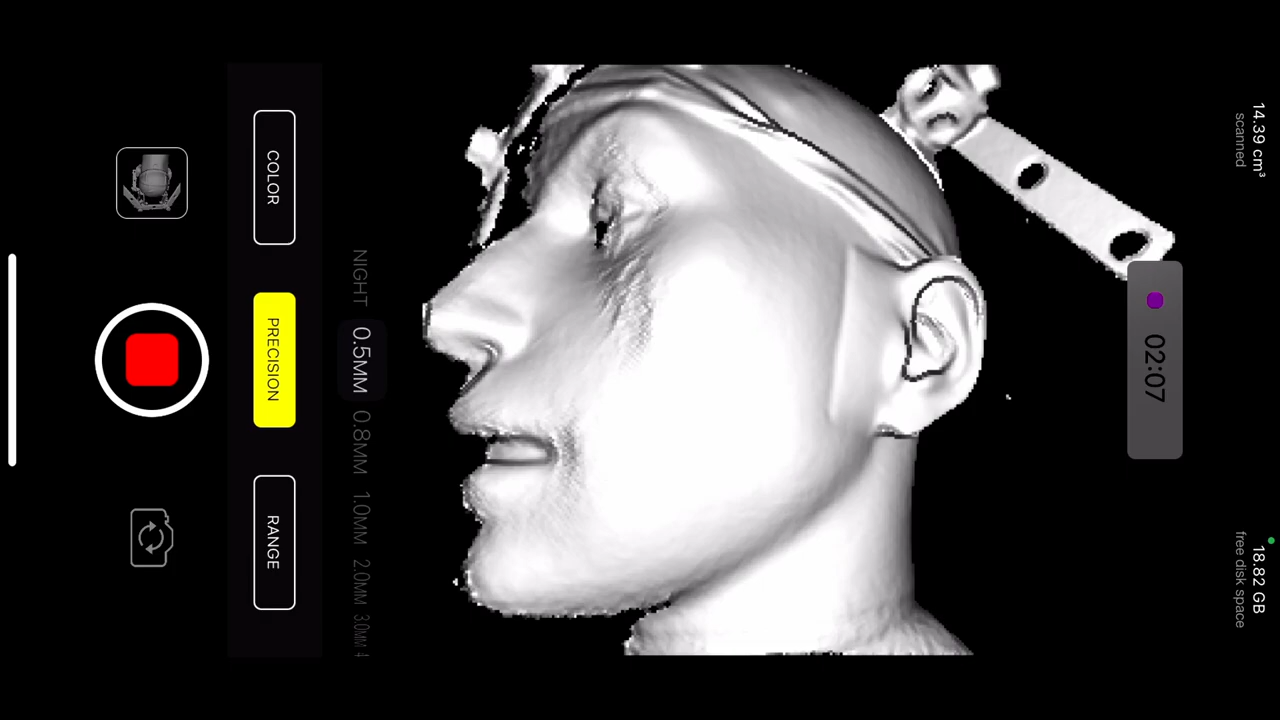 14.39 cm³
scanned
18.82 GB
free disk space
02:07
NIGHT 0.5MM 0.8MM 1.0MM 2.0MM 3.0MM 4
COLOR
PRECISION
RANGE